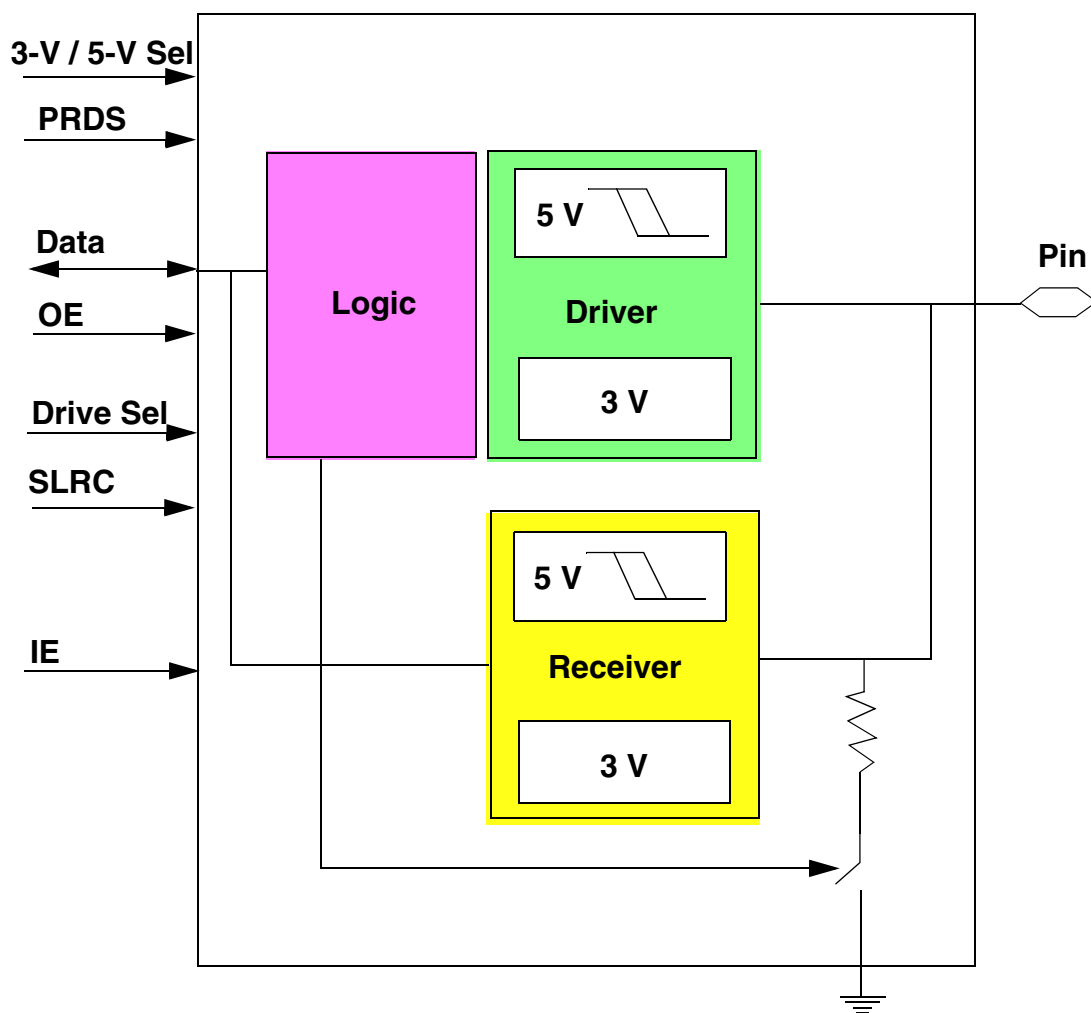 3-V / 5-V Sel
PRDS
Data
OE
Drive Sel
SLRC
IE
Logic
5 V
Driver
3 V
5 V
Receiver
3 V
Pin